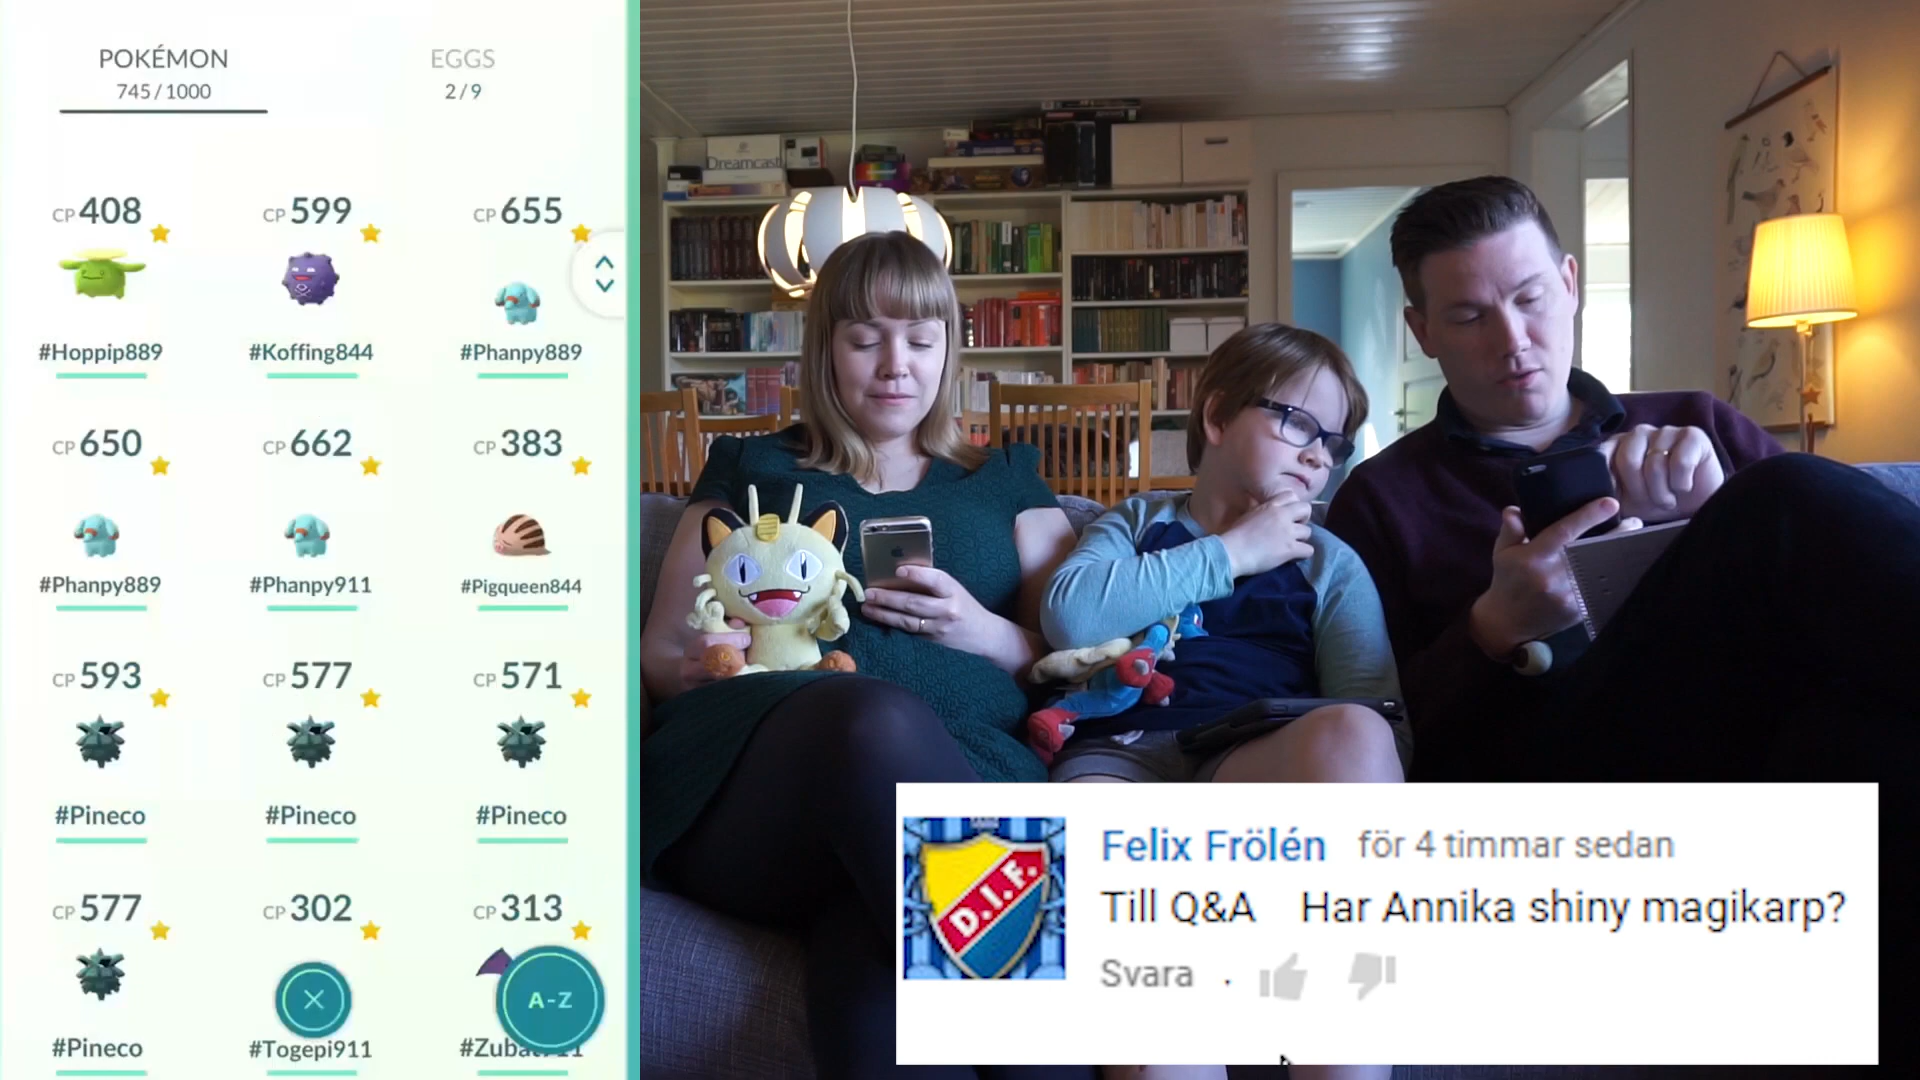 POKÉMON
745 / 1000
EGGS
2 / 9
CP 408
CP 599
CP 655
#Hoppip889
#Koffing844
#Phanpy889
CP 650
CP 662
CP 383
#Phanpy889
#Phanpy911
#Pigqueen844
CP 593
CP 577
CP 571
#Pineco
#Pineco
#Pineco
CP 577
CP 302
CP 313
A-Z
#Pineco
#Togepi911
Dreamcast
Felix Frölén för 4 timmar sedan
Till Q&A Har Annika shiny magikarp?
D.I.F.
Svara